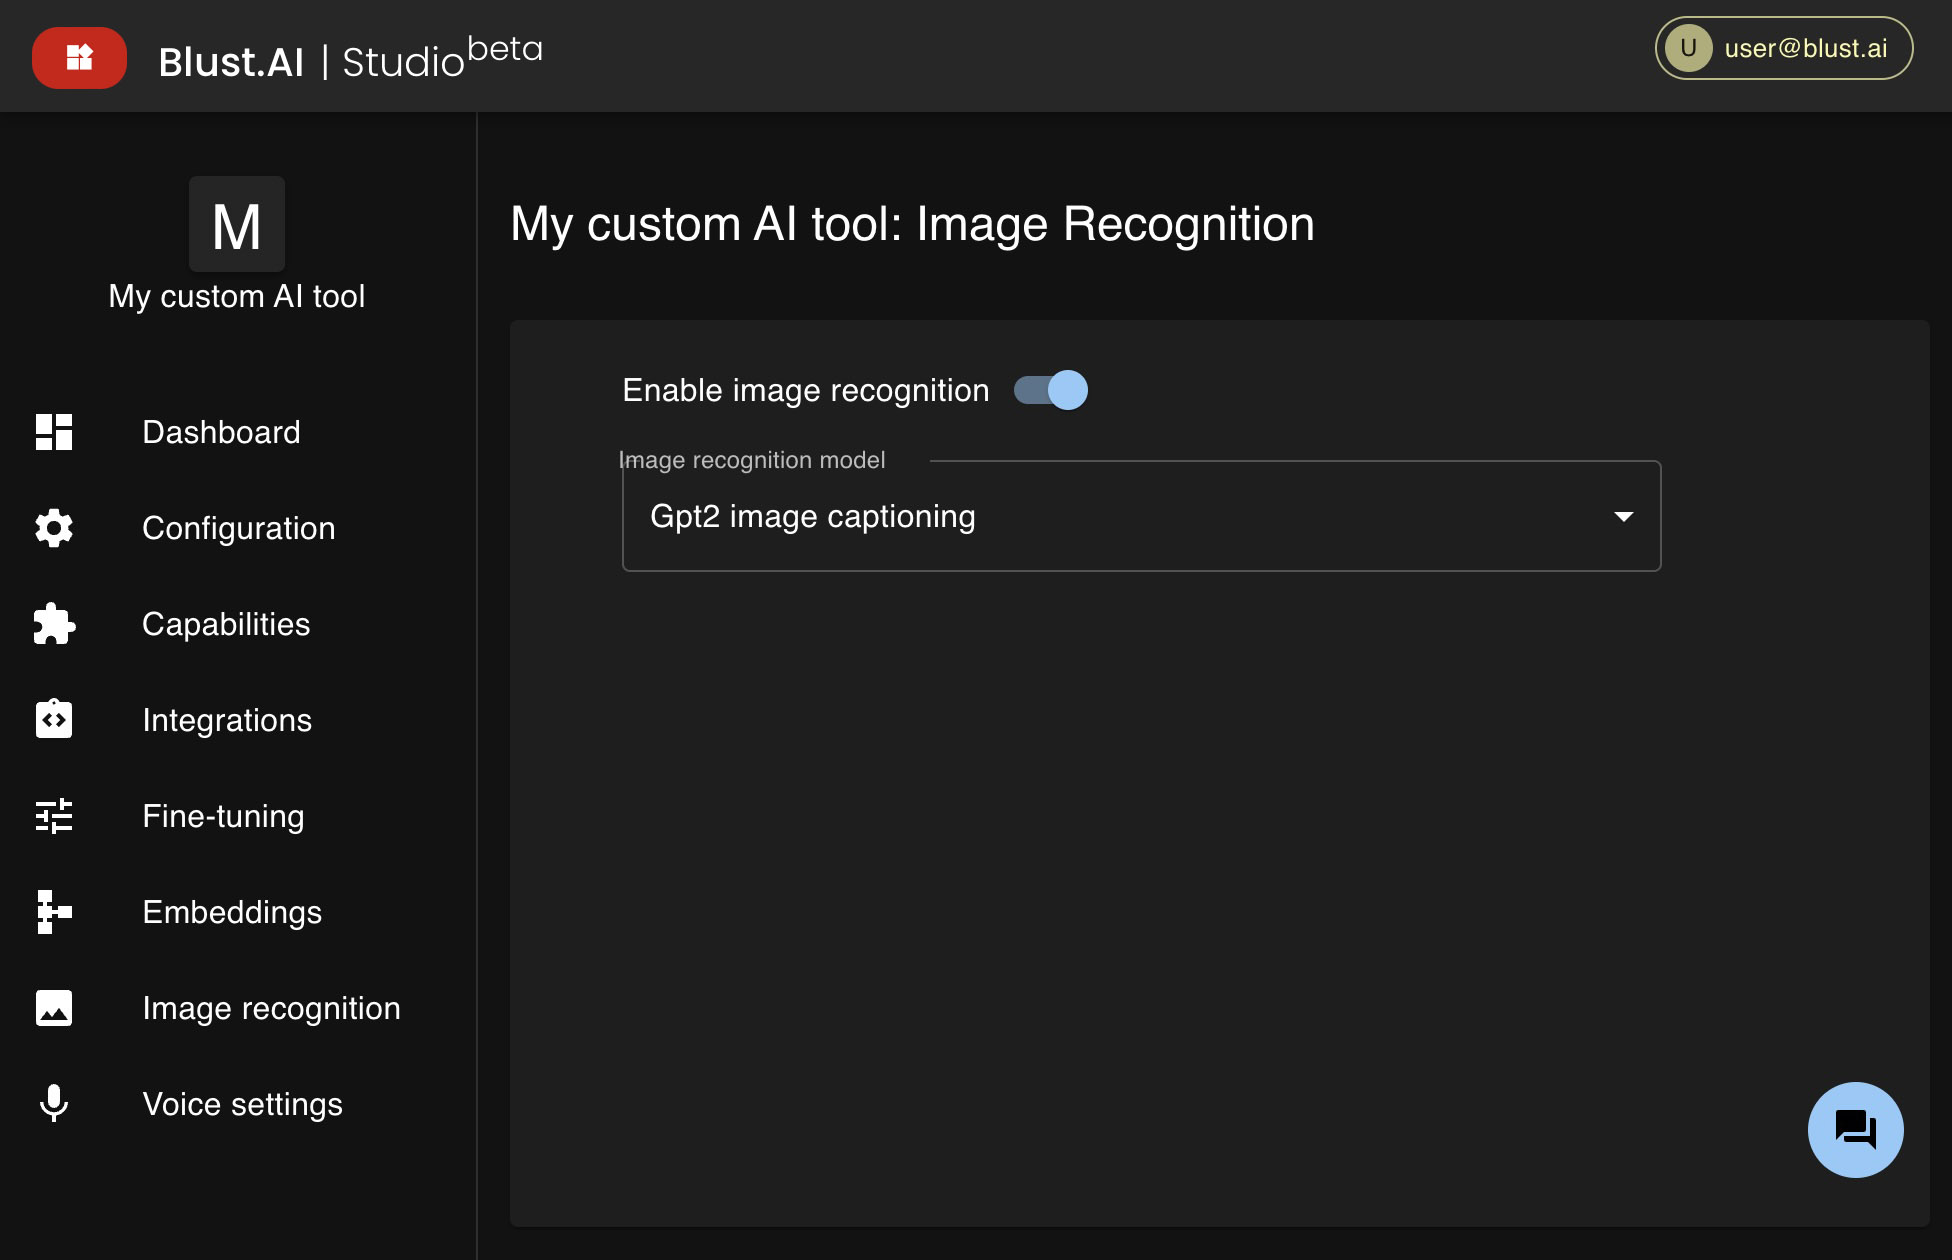 Blust.AI | Studio beta
U user@blust.ai
M
My custom AI tool
Dashboard
Configuration
Capabilities
Integrations
Fine-tuning
Embeddings
Image recognition
Voice settings
My custom AI tool: Image Recognition
Enable image recognition
Image recognition model
Gpt2 image captioning